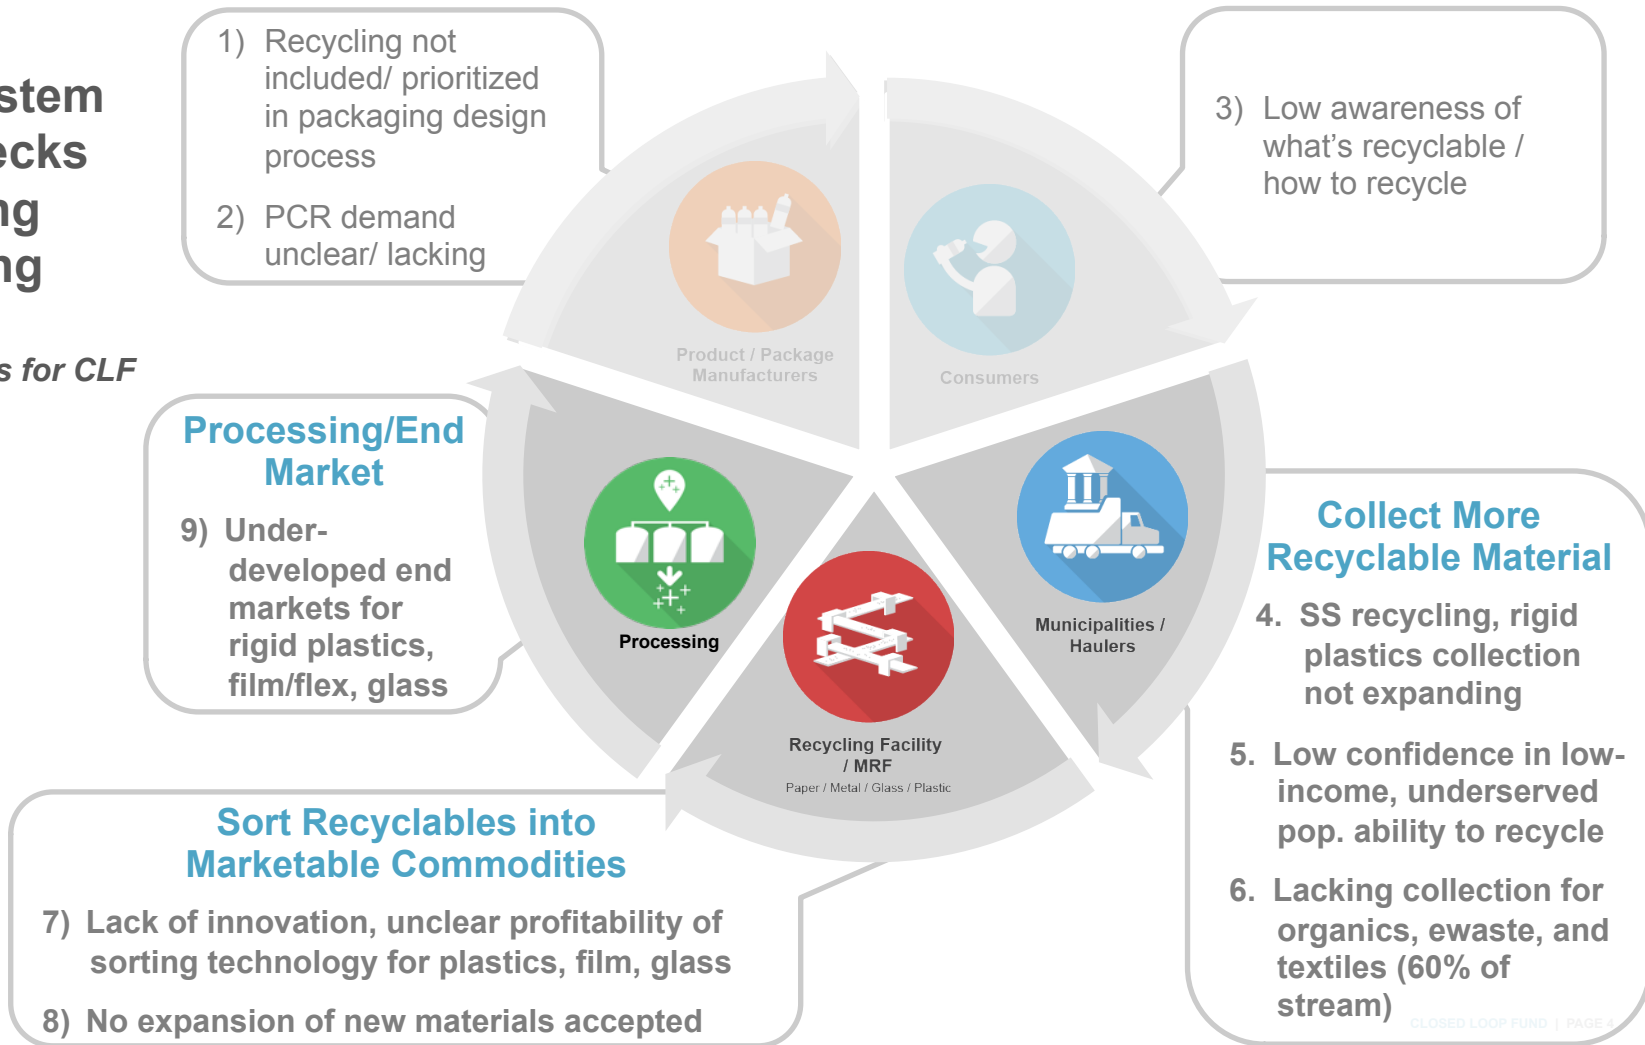 1) Recycling not
included/ prioritized
in packaging design
process
2) PCR demand
unclear/ lacking
3) Low awareness of
what's recyclable /
how to recycle
for CLF
Product / Package
Manufacturers
Consumers
Processing/End
Market
9) Under-
developed end
markets for
rigid plastics,
film/flex, glass
Processing
Municipalities /
Haulers
Recycling Facility
/ MRF
Paper / Metal / Glass / Plastic
Collect More
Recyclable Material
4. SS recycling, rigid
plastics collection
not expanding
5. Low confidence in low-
income, underserved
pop. ability to recycle
6. Lacking collection for
organics, ewaste, and
textiles (60% of
stream)
Sort Recyclables into
Marketable Commodities
7) Lack of innovation, unclear profitability of
sorting technology for plastics, film, glass
8) No expansion of new materials accepted
CLOSED LOOP FUND | PAGE 4